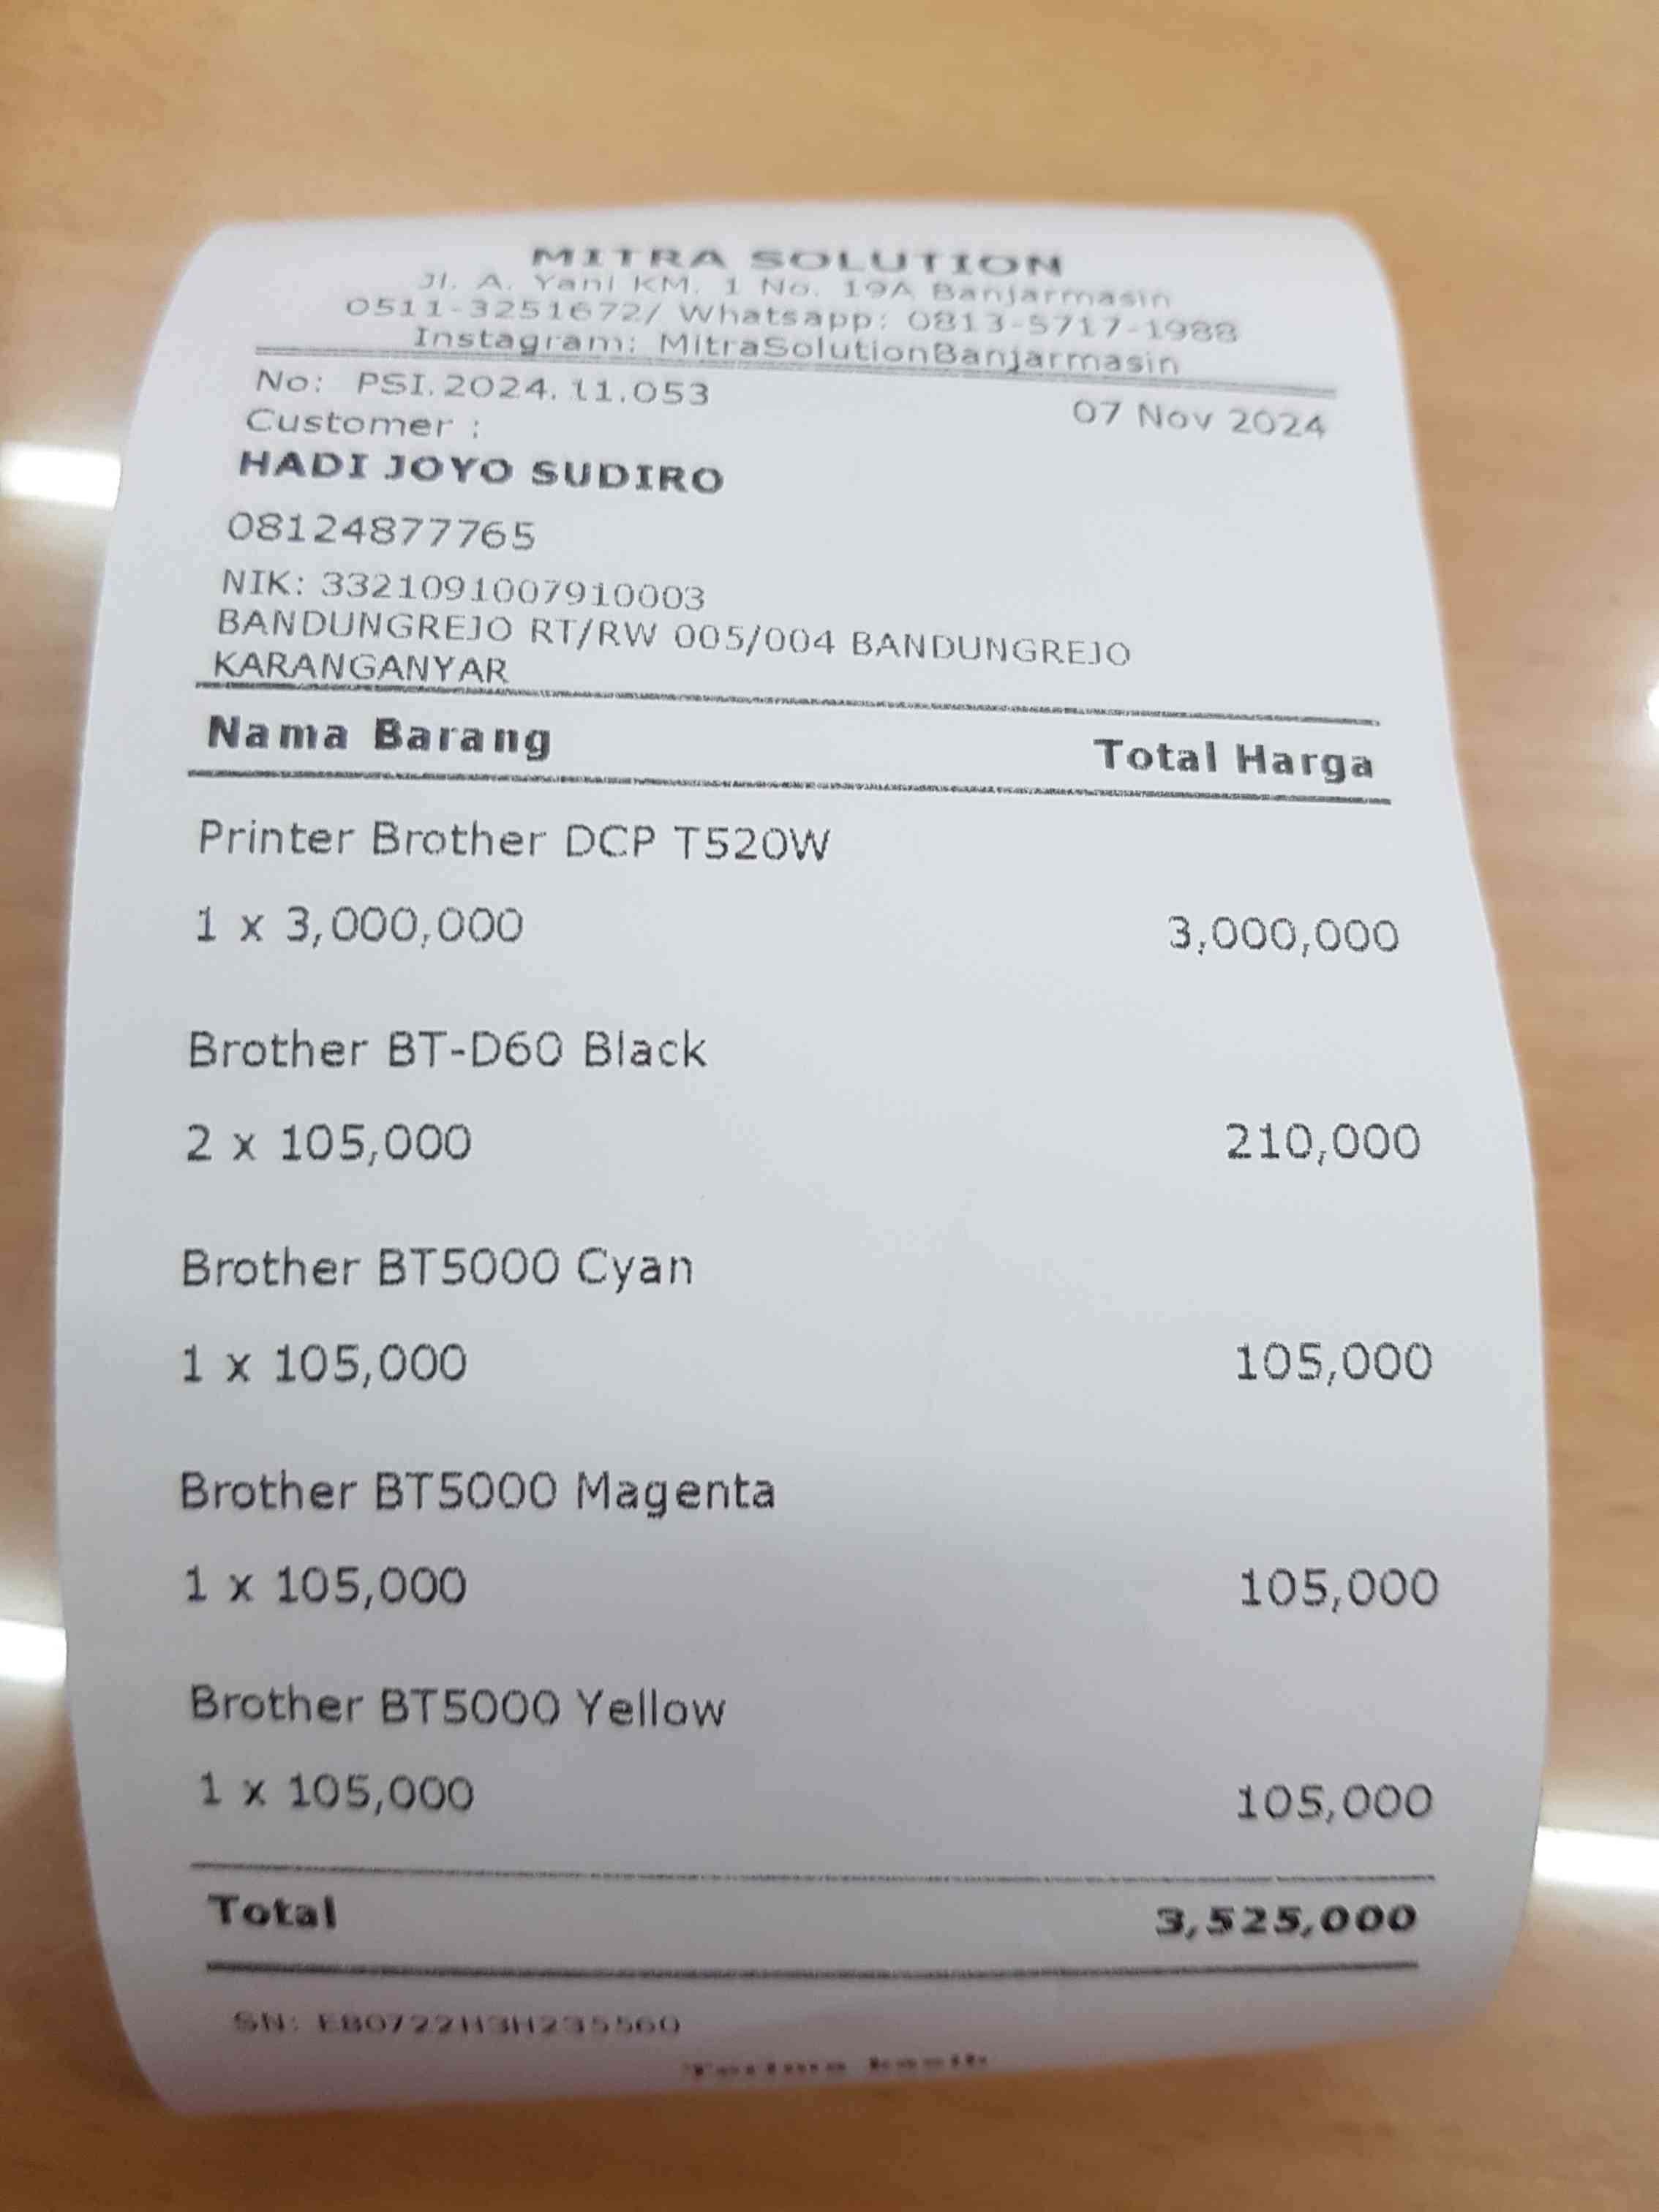 MITRA SOLUTION
Jl. A. Yani KM. 1 No. 19A Banjarmasin
0511-3251672/ Whatsapp: 0813-5717-1988
Instagram: MitraSolutionBanjarmasin
No: PSI.2024.11.053
07 Nov 2024
Customer :
HADI JOYO SUDIRO
08124877765
NIK: 3321091007910003
BANDUNGREJO RT/RW 005/004 BANDUNGREJO
KARANGANYAR
Nama Barang Total Harga
Printer Brother DCP T520W
1 x 3,000,000 3,000,000
Brother BT-D60 Black
2 x 105,000 210,000
Brother BT5000 Cyan
1 x 105,000 105,000
Brother BT5000 Magenta
1 x 105,000 105,000
Brother BT5000 Yellow
1 x 105,000 105,000
Total 3,525,000
SN: E80722H3H235560
Terima kasih